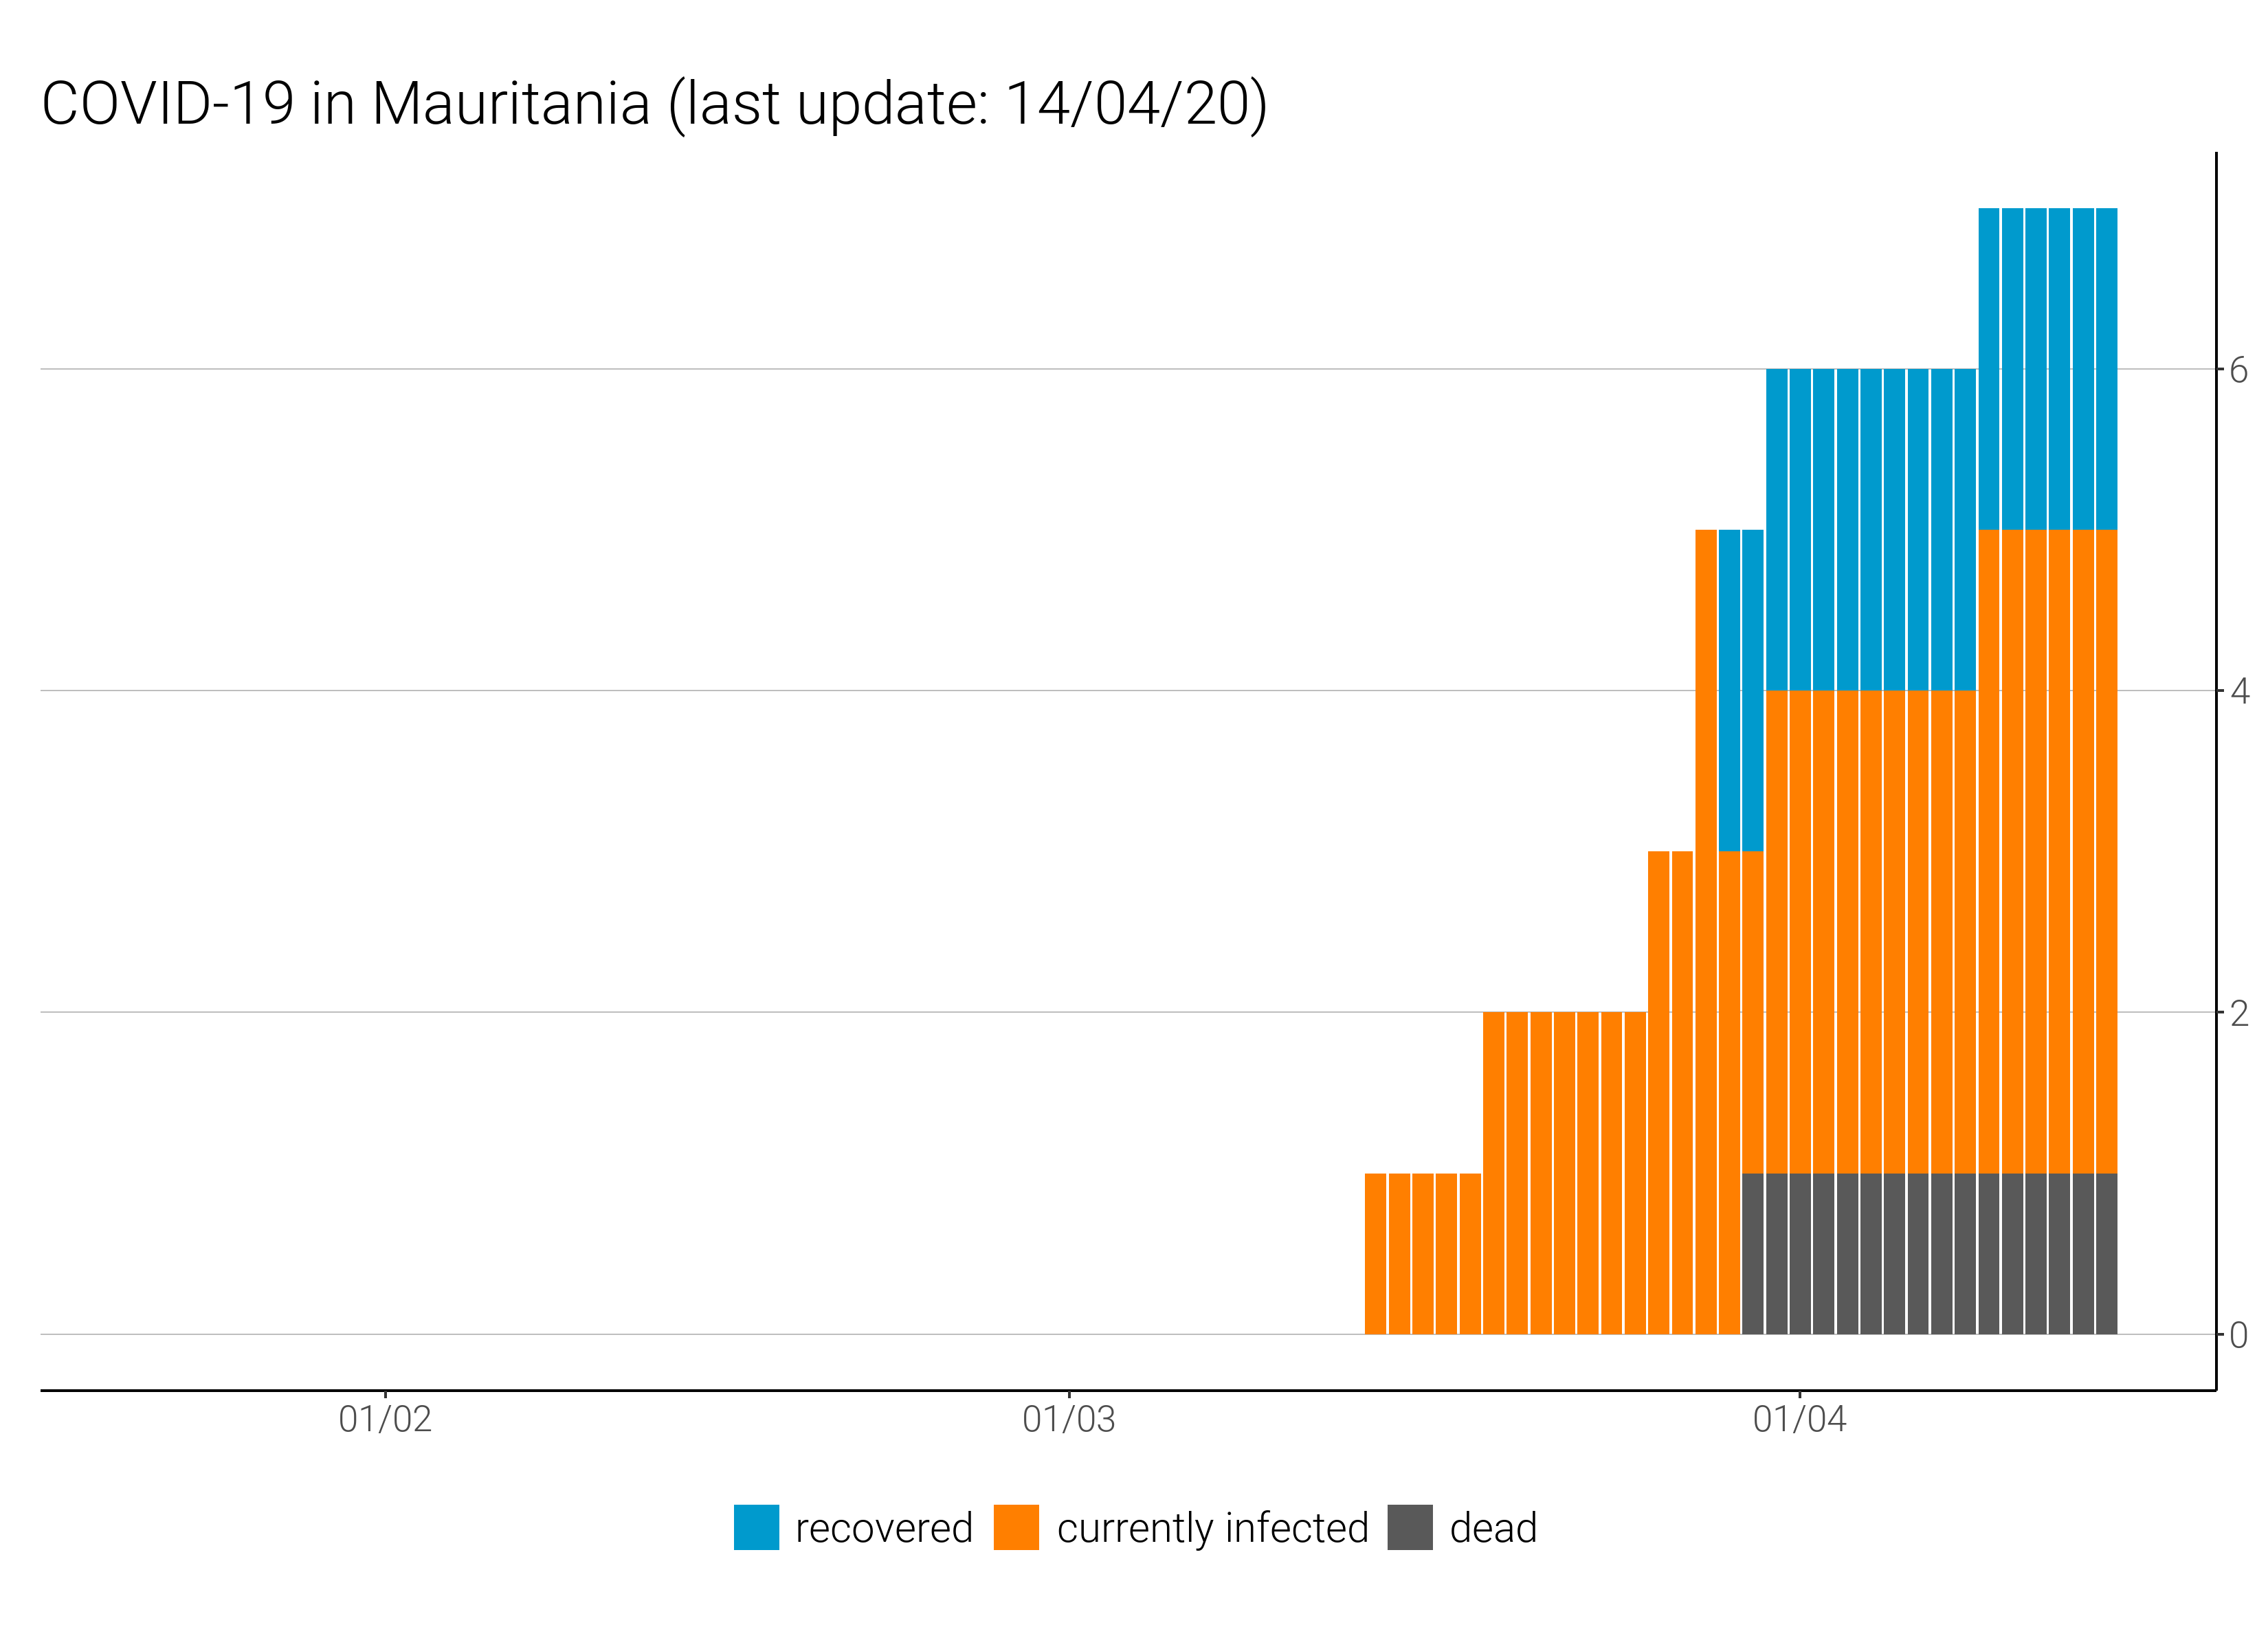 COVID-19 in Mauritania (last update: 14/04/20)
6
4
2
0
01/02 01/03 01/04
recovered currently infected dead